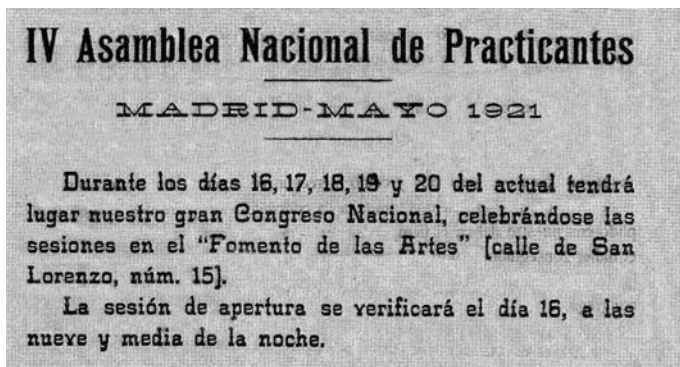 IV Asamblea Nacional de Practicantes
MADRID-MAYO 1921
Durante los días 16, 17, 18, 19 y 20 del actual tendrá
lugar nuestro gran Congreso Nacional, celebrándose las
sesiones en el “Fomento de las Artes” [calle de San
Lorenzo, núm. 15].
La sesión de apertura se verificará el día 16, a las
nueve y media de la noche.